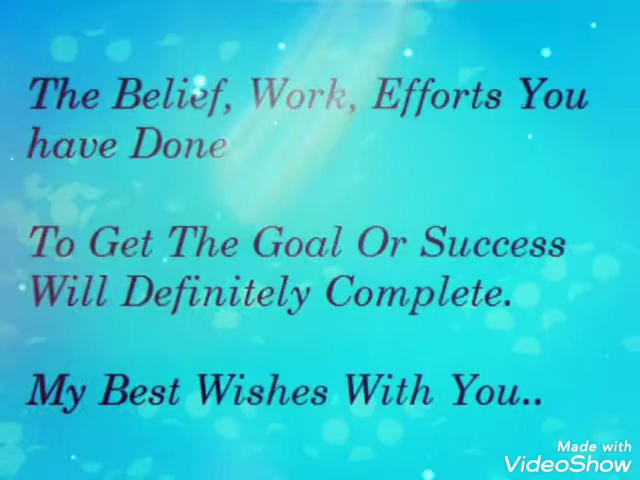 The Belief, Work, Efforts You
have Done
To Get The Goal Or Success
Will Definitely Complete.
My Best Wishes With You..
Made with
VideoShow